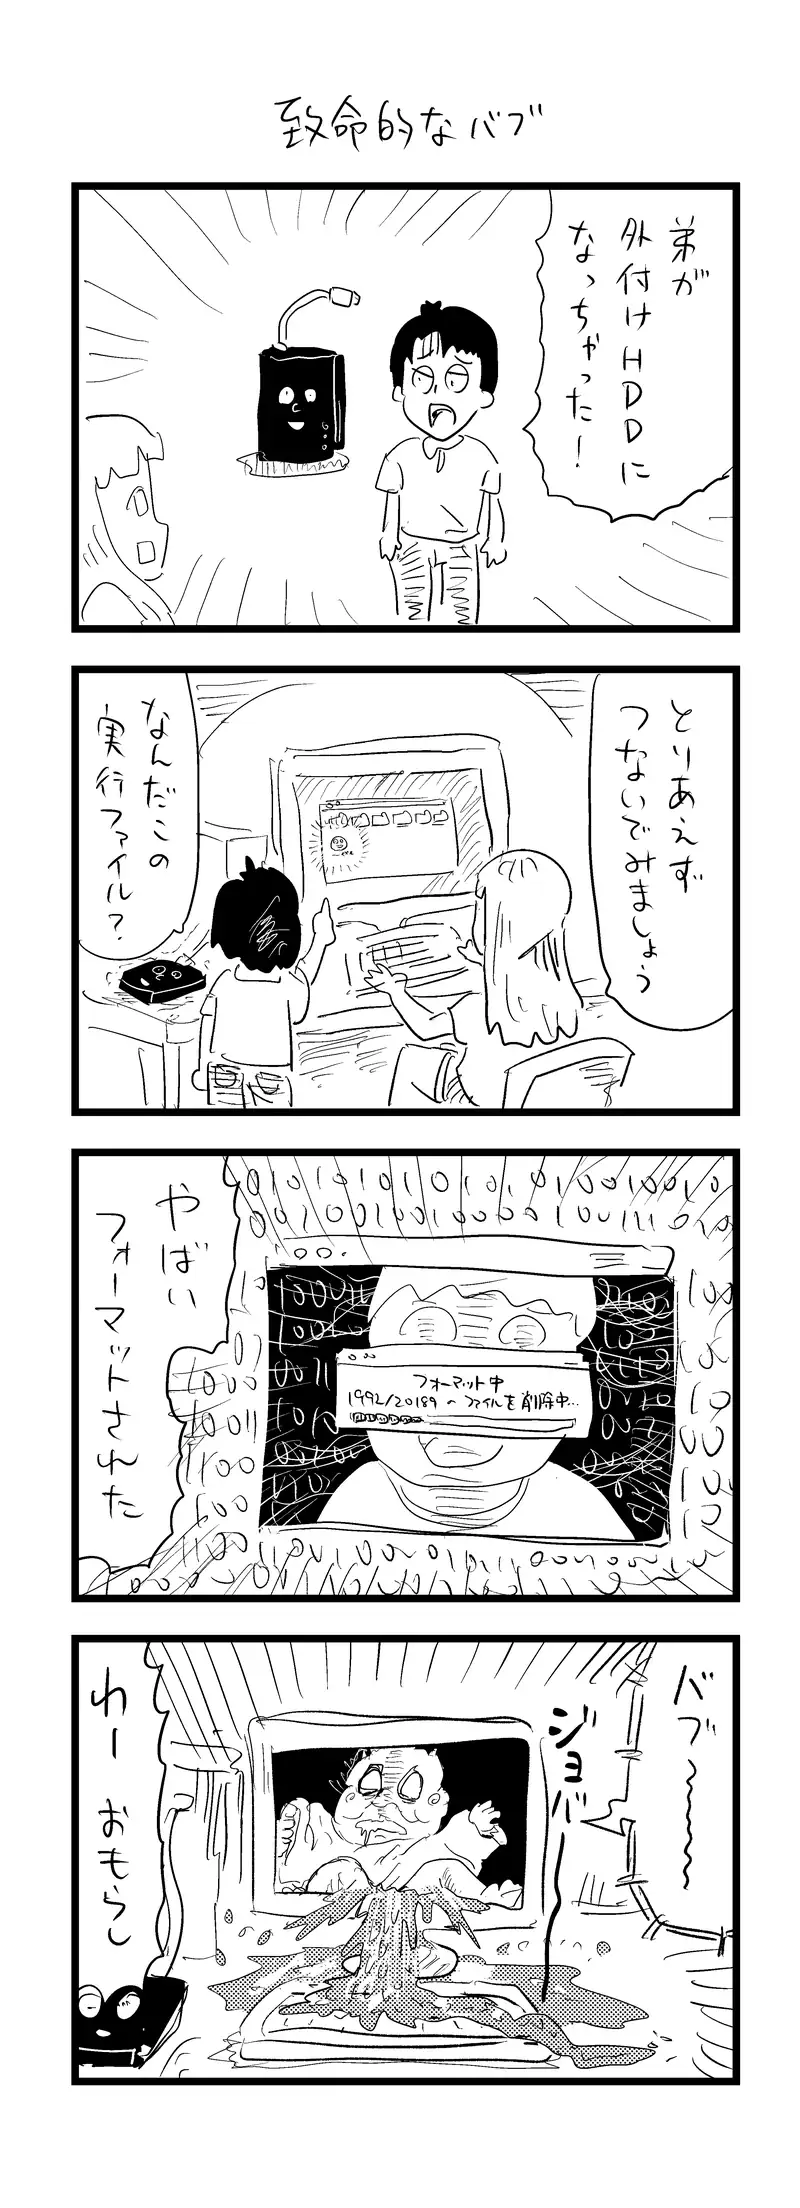 致命的なバブ
弟が
外付けHDDに
なっちゃった!
とりあえず
つないでみましょう
なんだこの
実行ファイル?
.exe
0101010101010010010
やばい
フォーマットされた
フォーマット中
1992/20189 〜 ファイルを削除中...
バブ〜〜
ジョバー
わー
おもらし